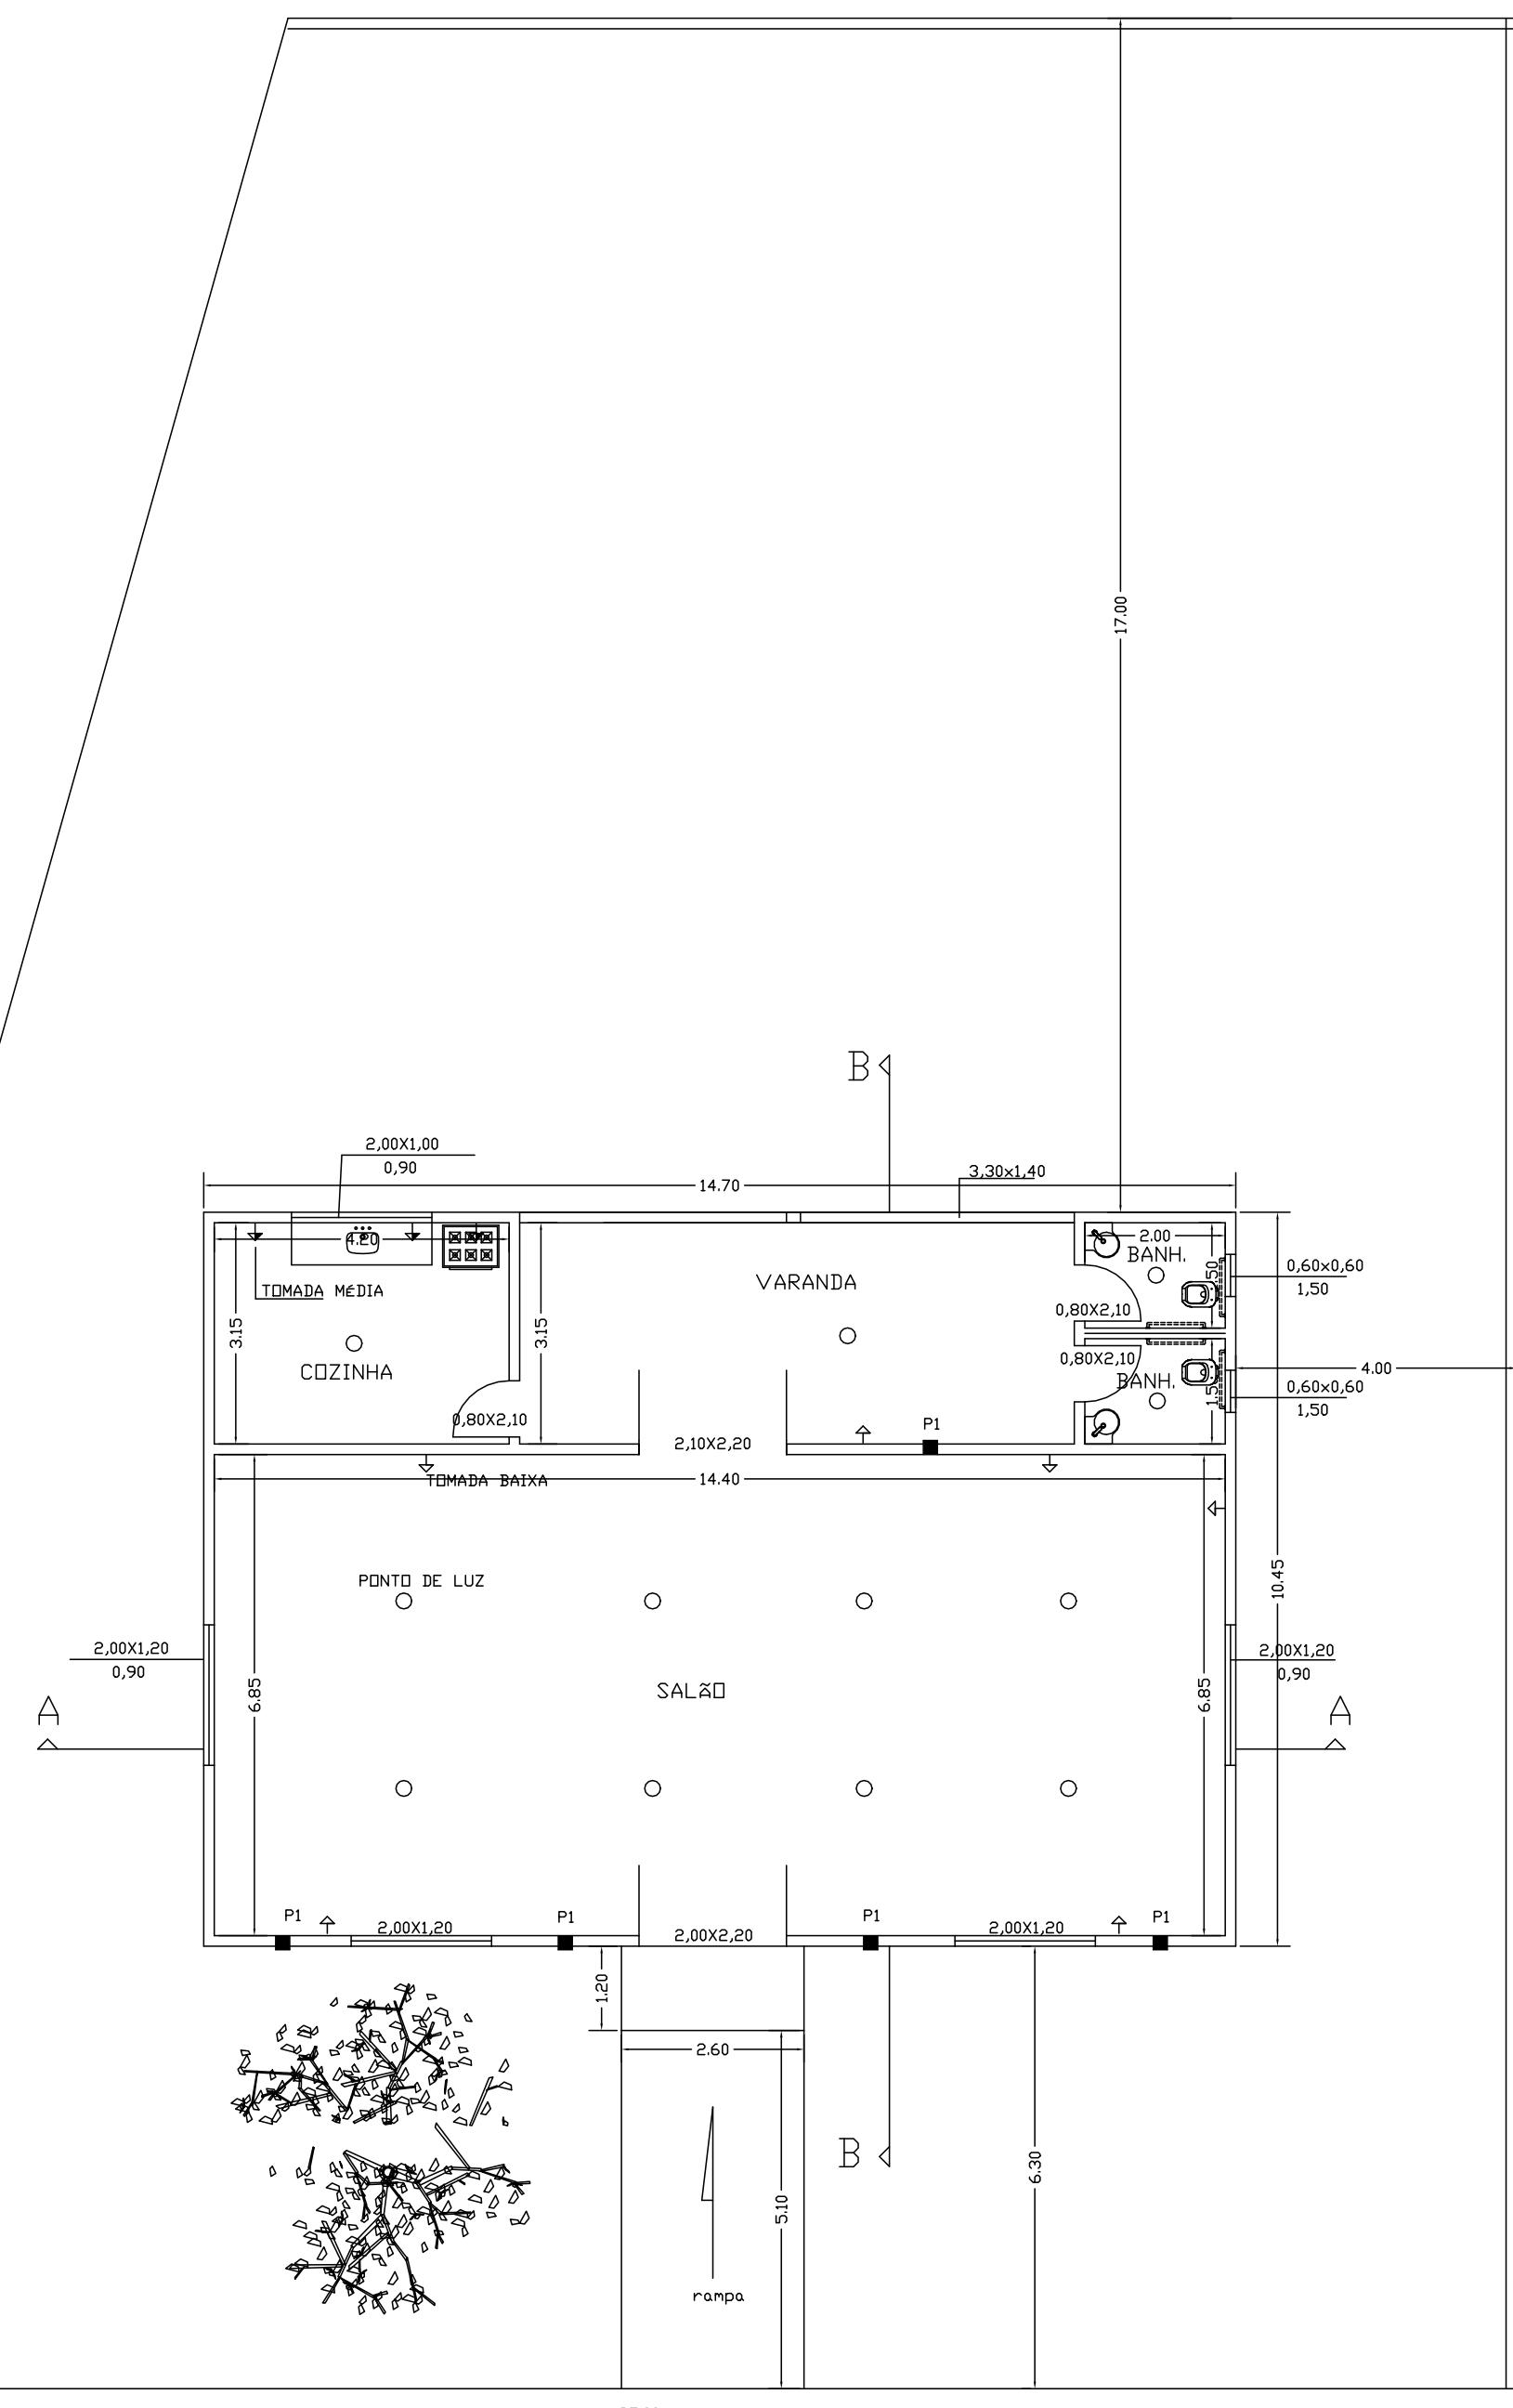 17.00
B
2,00X1,00
0,90
3,30x1,40
14.70
4.20
2.00
BANH.
0,60x0,60
1,50
TOMADA MÉDIA
VARANDA
0,80X2,10
3.15
3.15
COZINHA
0,80X2,10
BANH.
4.00
0,60x0,60
1,50
0,80X2,10
P1
2,10X2,20
TOMADA BAIXA
14.40
PONTO DE LUZ
10.45
2,00X1,20
0,90
2,00X1,20
0,90
6.85
SALÃO
6.85
A
A
P1
P1
P1
P1
2,00X1,20
2,00X2,20
2,00X1,20
1.20
2.60
B
6.30
5.10
rampa